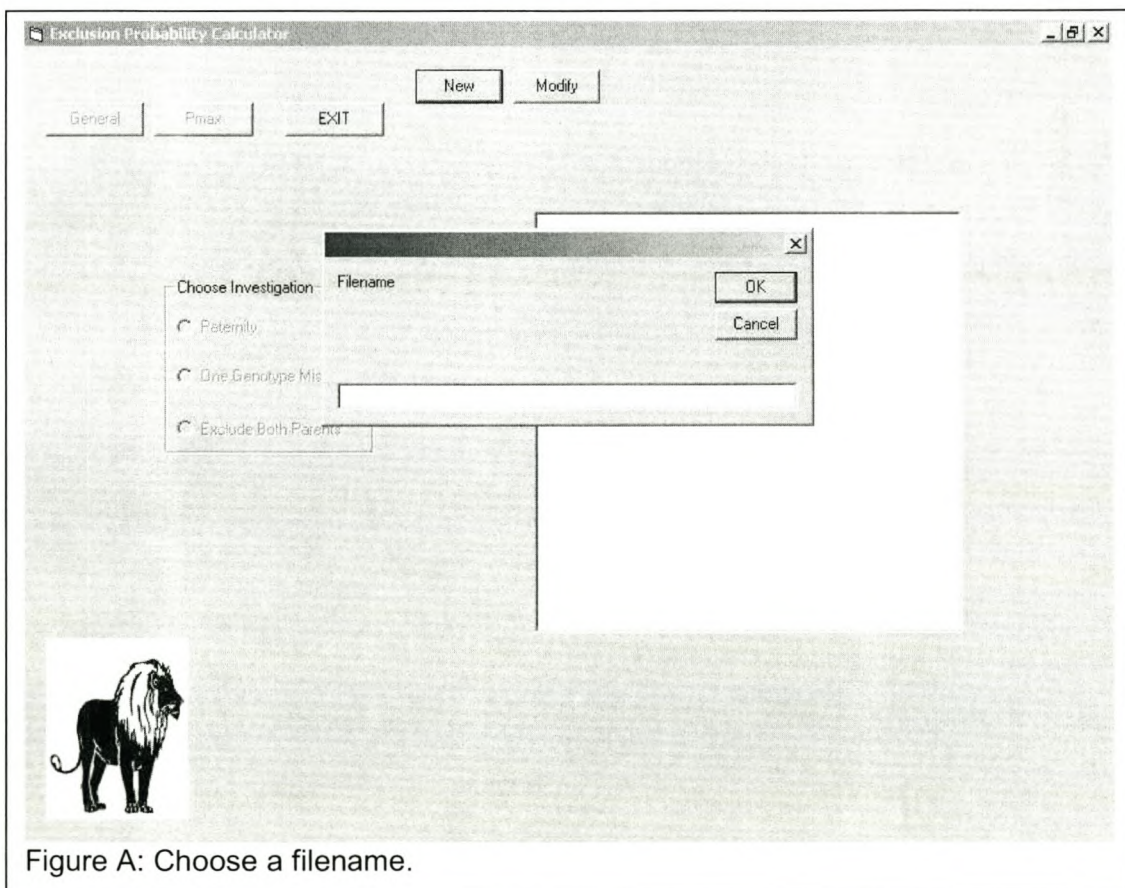 Exclusion Probability Calculator
New Modify
General Pmax EXIT
Filename
OK
Cancel
Choose Investigation
Paternity
One Genotype Mis
Exclude Both Parents
Figure A: Choose a filename.